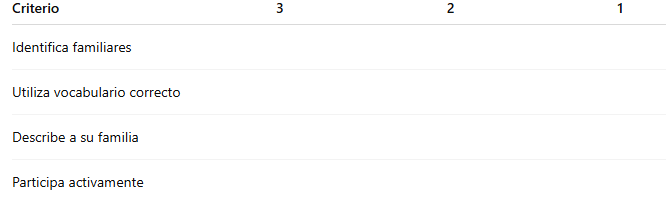 Criterio 3 2 1
Identifica familiares
Utiliza vocabulario correcto
Describe a su familia
Participa activamente